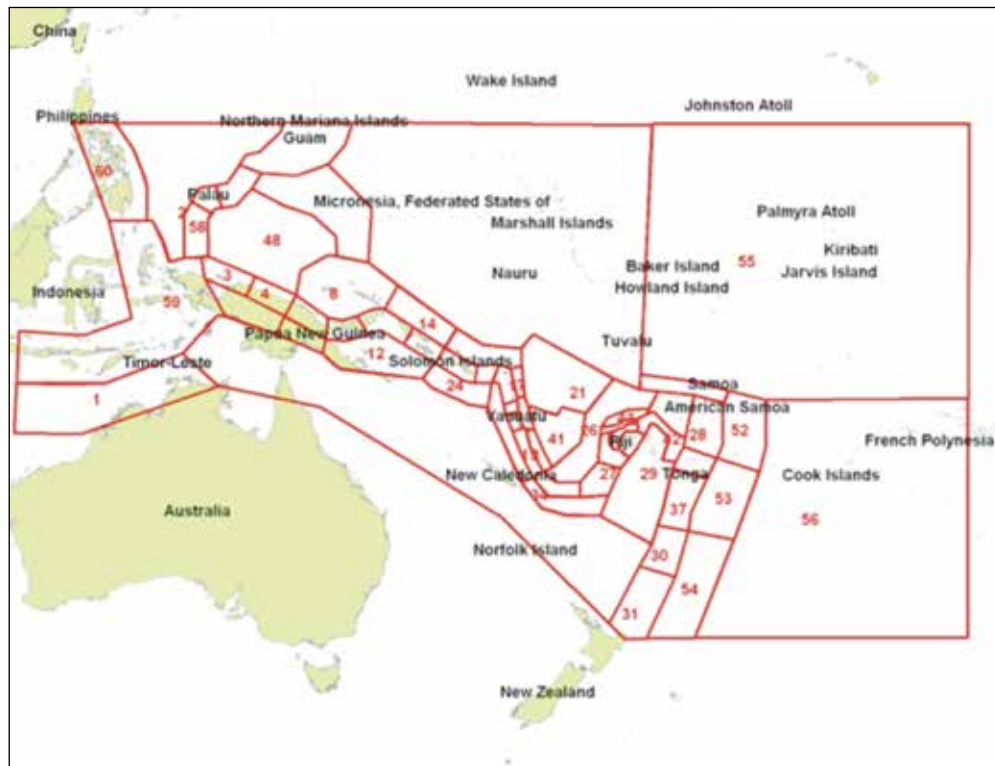 China
Wake Island
Johnston Atoll
Philippines
Northern Mariana Islands
Guam
60
Palau
Micronesia, Federated States of
Palmyra Atoll
Marshall Islands
58
48
Kiribati
55
Nauru
Baker Island
Jarvis Island
3
Howland Island
Indonesia
59
4
8
14
Papua New Guinea
Tuvalu
12
Solomon Islands
Timor-Leste
24
Samoa
1
21
American Samoa
Vanuatu
26
28
52
41
Fiji
42
French Polynesia
New Caledonia
27
29
Tonga
Cook Islands
53
Australia
37
56
Norfolk Island
30
54
31
New Zealand